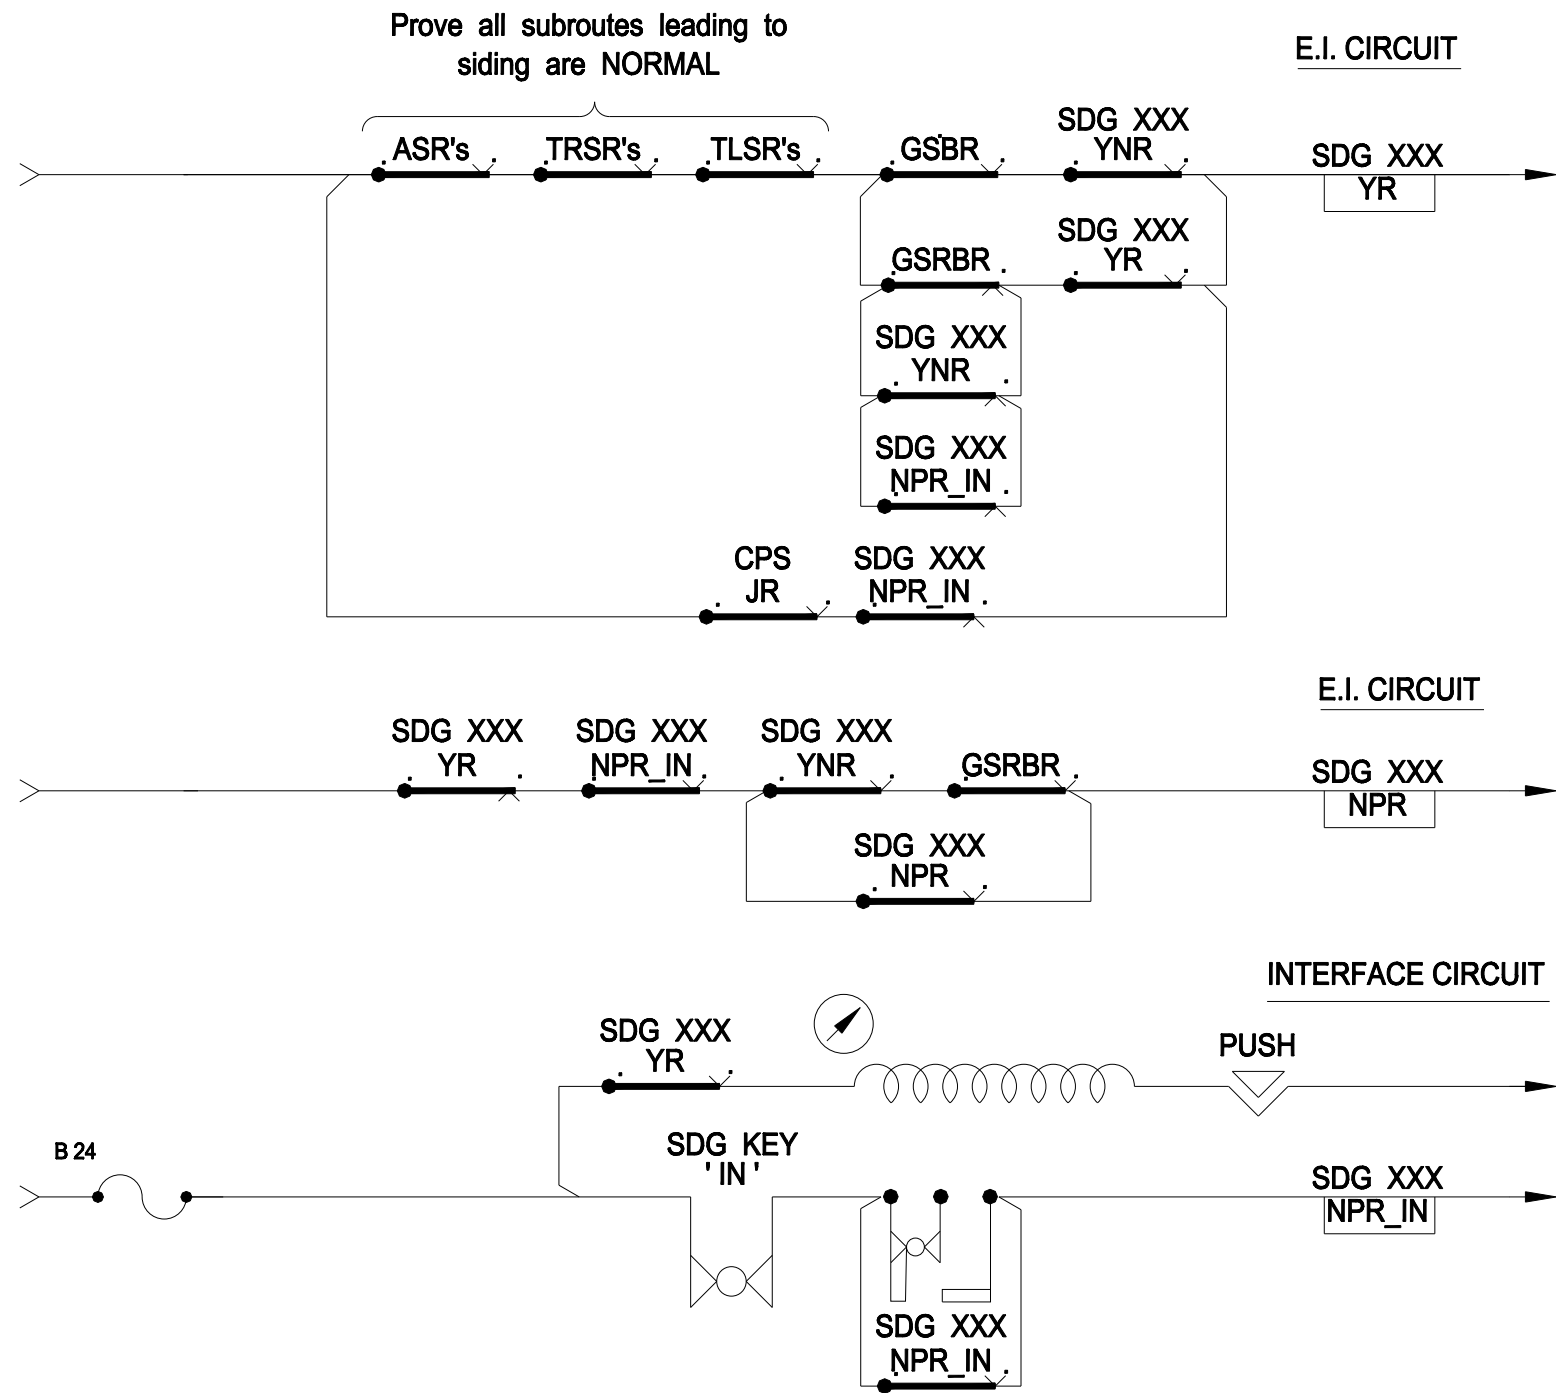 Prove all subroutes leading to
siding are NORMAL
E.I. CIRCUIT
ASR's
TRSR's
TLSR's
GSBR
SDG XXX
YNR
SDG XXX
YR
GSRBR
SDG XXX
YR
SDG XXX
YNR
SDG XXX
NPR_IN
CPS
JR
SDG XXX
NPR_IN
E.I. CIRCUIT
SDG XXX
YR
SDG XXX
NPR_IN
SDG XXX
YNR
GSRBR
SDG XXX
NPR
SDG XXX
NPR
INTERFACE CIRCUIT
SDG XXX
YR
PUSH
B 24
SDG KEY
' IN '
SDG XXX
NPR_IN
SDG XXX
NPR_IN